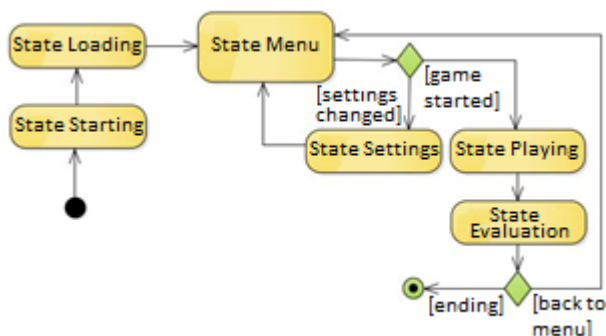 State Loading
State Menu
[game
started]
[settings
changed]
State Starting
State Settings
State Playing
State
Evaluation
[ending]
[back to
menu]